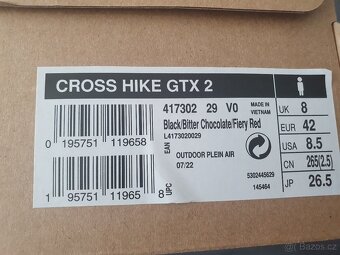 CROSS HIKE GTX 2
417302 29 V0
MADE IN
VIETNAM
Black/Bitter Chocolate/Fiery Red
L4173020029
EAN
0 195751 119658
OUTDOOR PLEIN AIR
07/22
1 95751 11965 8
UPC
5302445629
145464
UK 8
EUR 42
USA 8.5
CN 265(2.5)
JP 26.5
bazos.cz